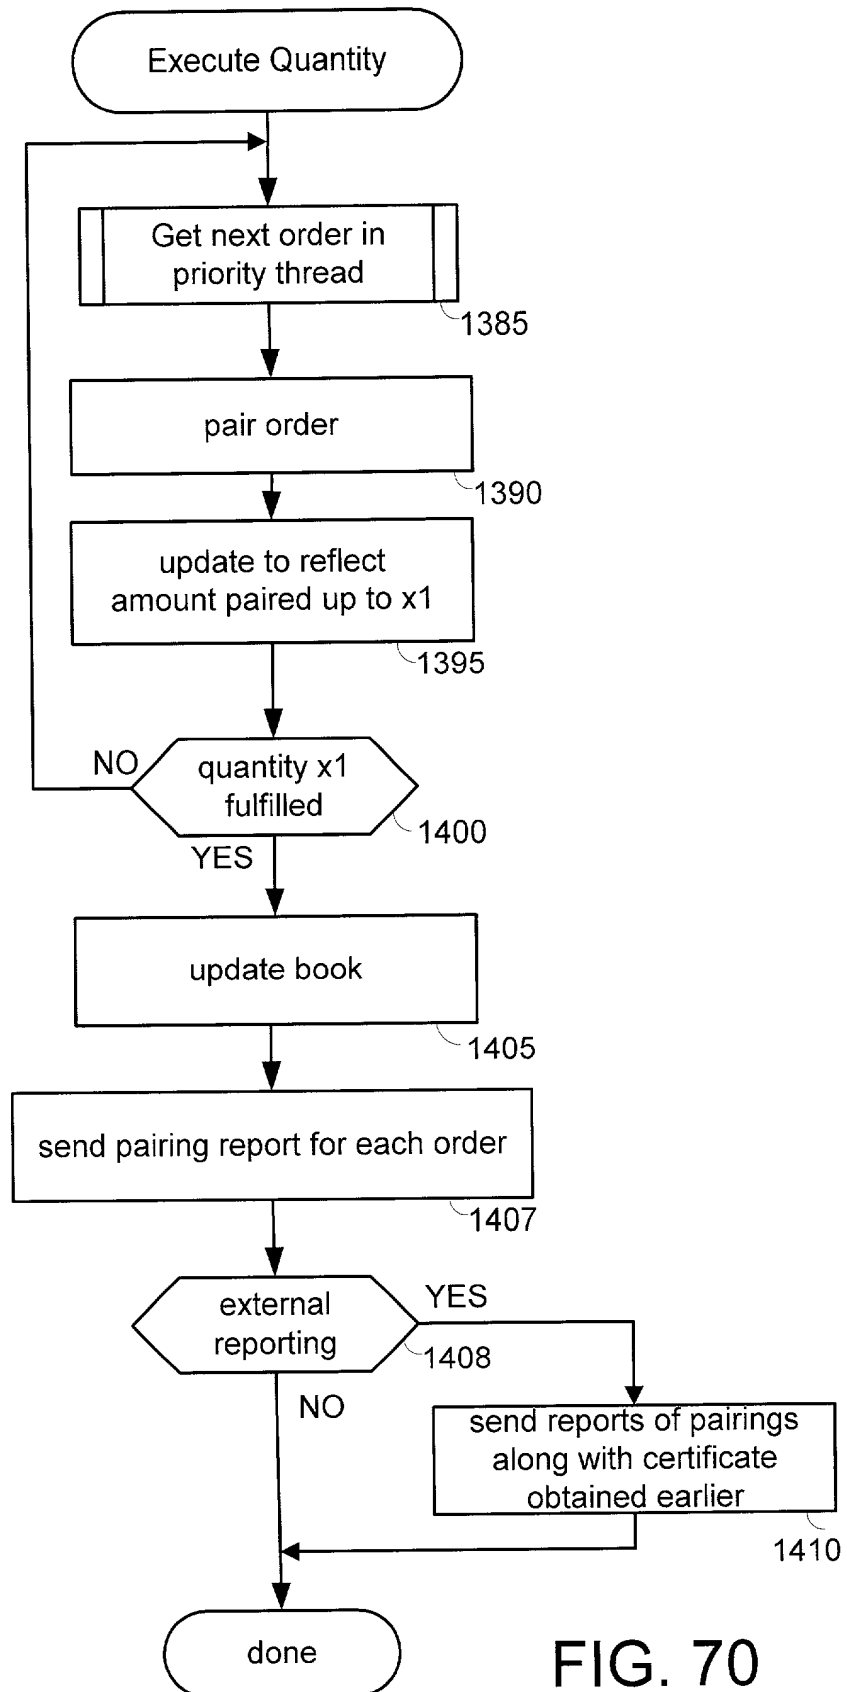 Execute Quantity
Get next order in
priority thread
1385
pair order
1390
update to reflect
amount paired up to x1
1395
NO
quantity x1
fulfilled
1400
YES
update book
1405
send pairing report for each order
1407
external
reporting
YES
1408
NO
send reports of pairings
along with certificate
obtained earlier
1410
done
FIG. 70